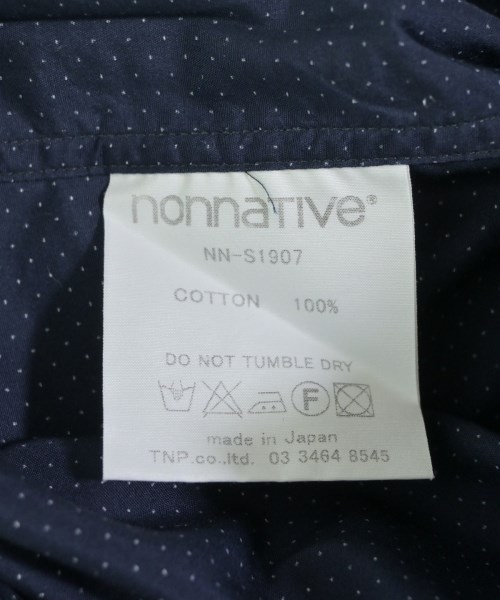 nonnative®
NN-S1907
COTTON 100%
DO NOT TUMBLE DRY
F
made in Japan
TNP.co.,ltd. 03 3464 8545